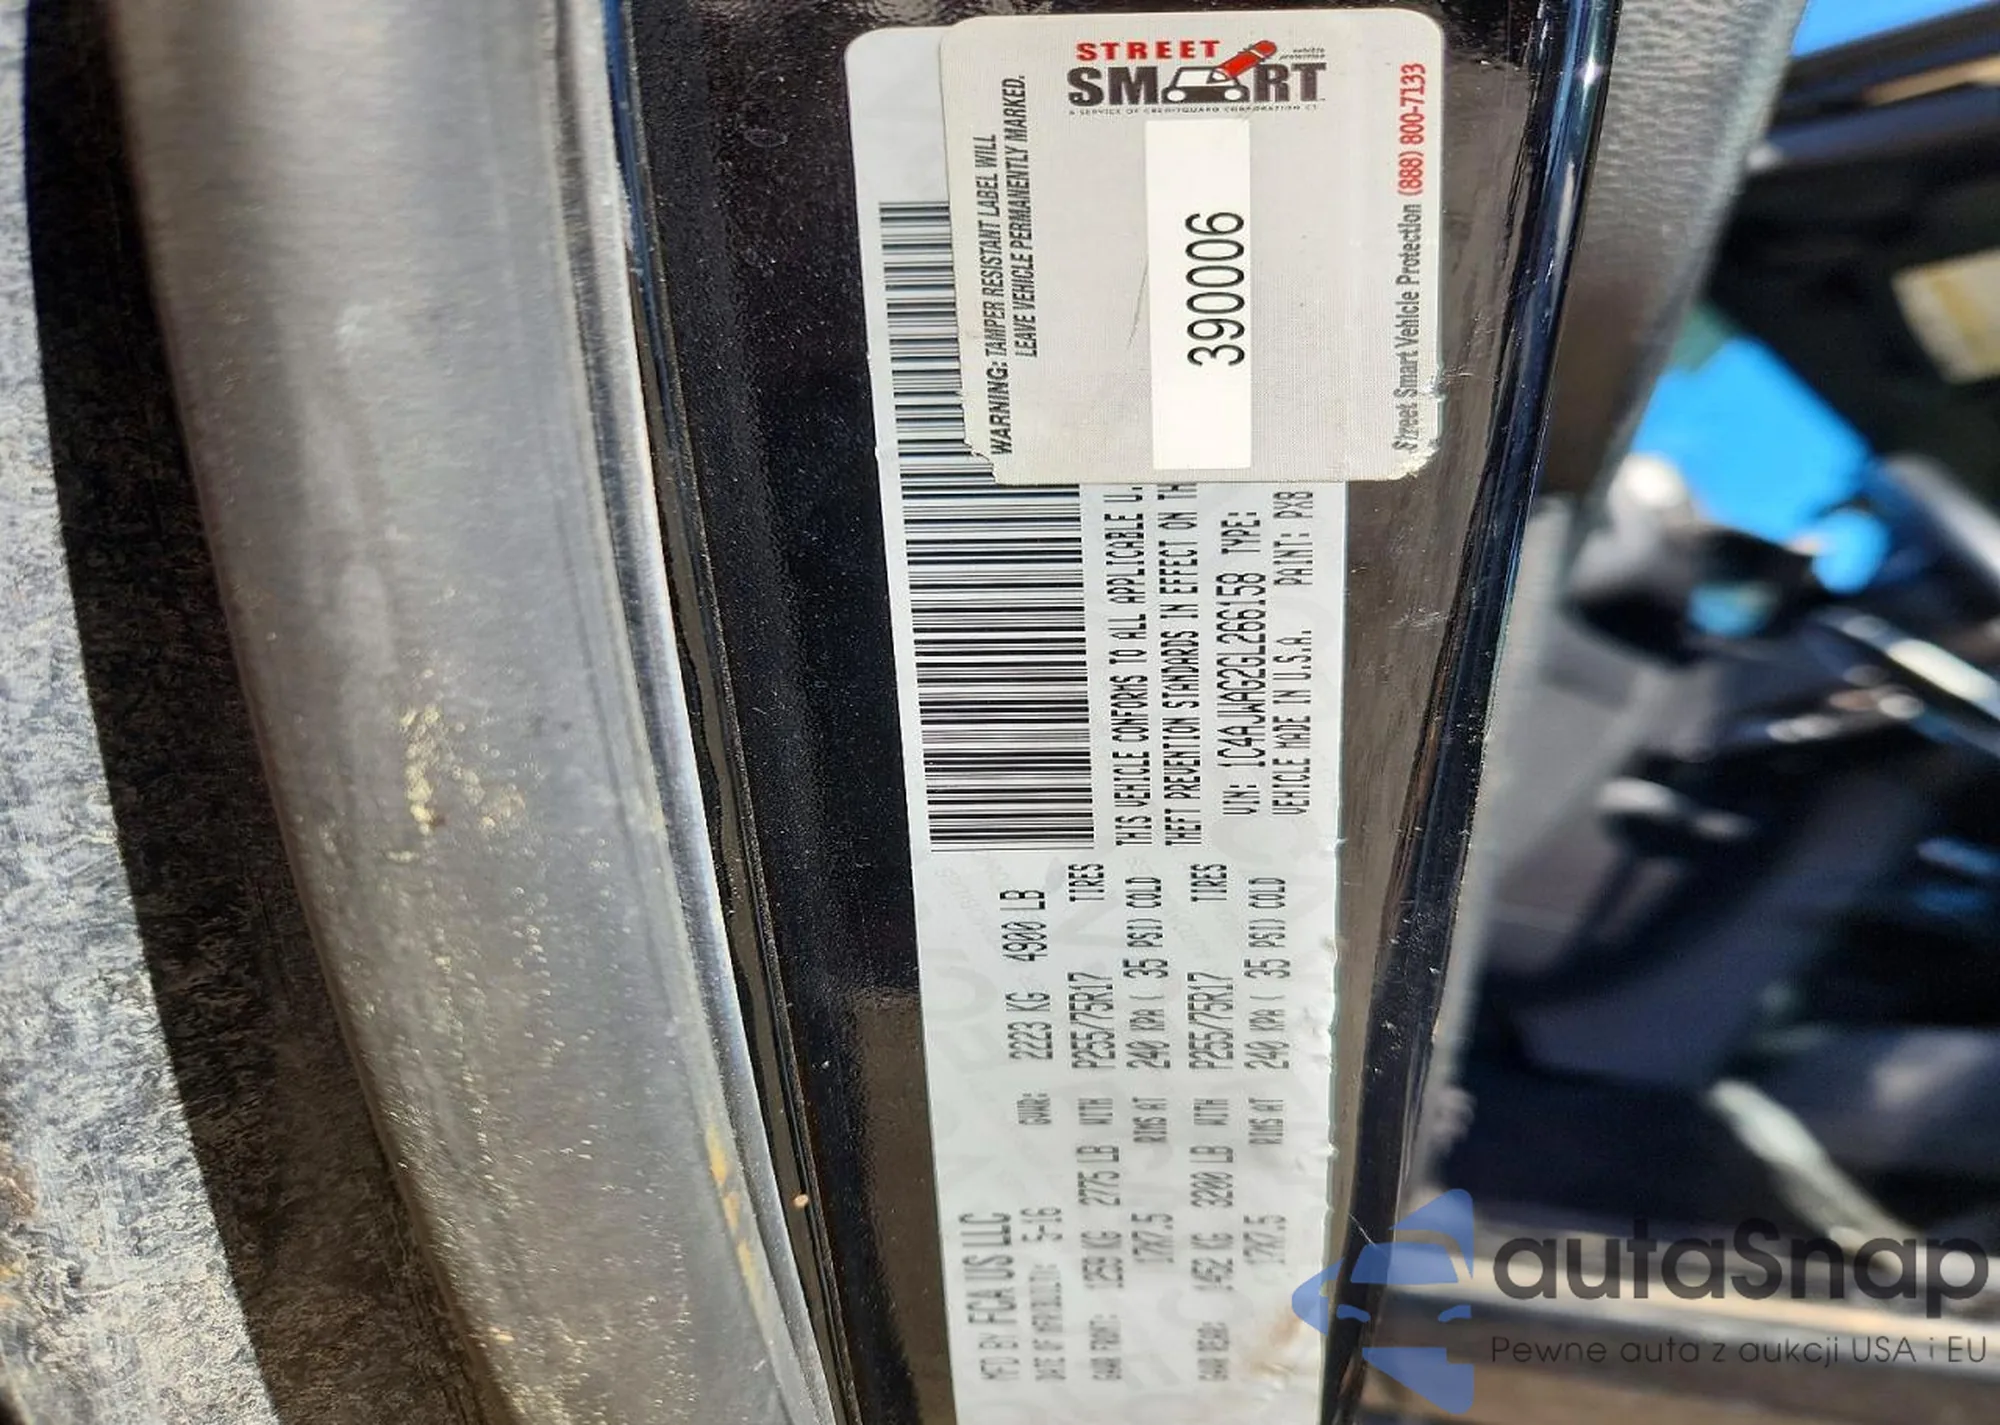 STREET
SMART
A SERVICE OF CREDITGUARD CORPORATION
WARNING: TAMPER RESISTANT LABEL WILL
LEAVE VEHICLE PERMANENTLY MARKED.
390006
Street Smart Vehicle Protection (888) 800-7133
MFD BY FCA US LLC
DATE OF MFR 5-16 GVWR: 2223 KG 4900 LB
GAWR FRONT: 1259 KG 2775 LB WITH P255/75R17 TIRES
17X7.5 RIMS AT 240 KPA( 35 PSI) COLD
GAWR REAR: 1452 KG 3200 LB WITH P255/75R17 TIRES
17X7.5 RIMS AT 240 KPA( 35 PSI) COLD
THIS VEHICLE CONFORMS TO ALL APPLICABLE U.
THEFT PREVENTION STANDARDS IN EFFECT ON TH
VIN: 1C4AJWAG2GL266158 TYPE:
VEHICLE MADE IN U.S.A. PAINT: PX8
autaSnap
Pewne auta z aukcji USA i EU